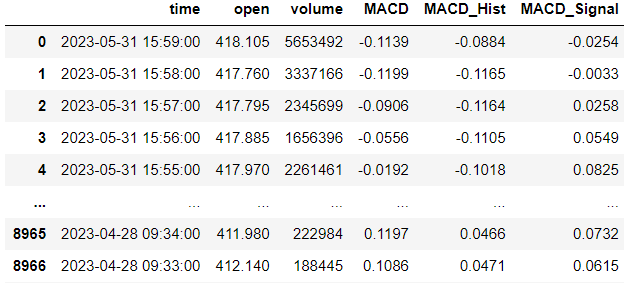 time open volume MACD MACD_Hist MACD_Signal
0 2023-05-31 15:59:00 418.105 5653492 -0.1139 -0.0884 -0.0254
1 2023-05-31 15:58:00 417.760 3337166 -0.1199 -0.1165 -0.0033
2 2023-05-31 15:57:00 417.795 2345699 -0.0906 -0.1164 0.0258
3 2023-05-31 15:56:00 417.885 1656396 -0.0556 -0.1105 0.0549
4 2023-05-31 15:55:00 417.970 2261461 -0.0192 -0.1018 0.0825
... ... ... ... ... ... ...
8965 2023-04-28 09:34:00 411.980 222984 0.1197 0.0466 0.0732
8966 2023-04-28 09:33:00 412.140 188445 0.1086 0.0471 0.0615